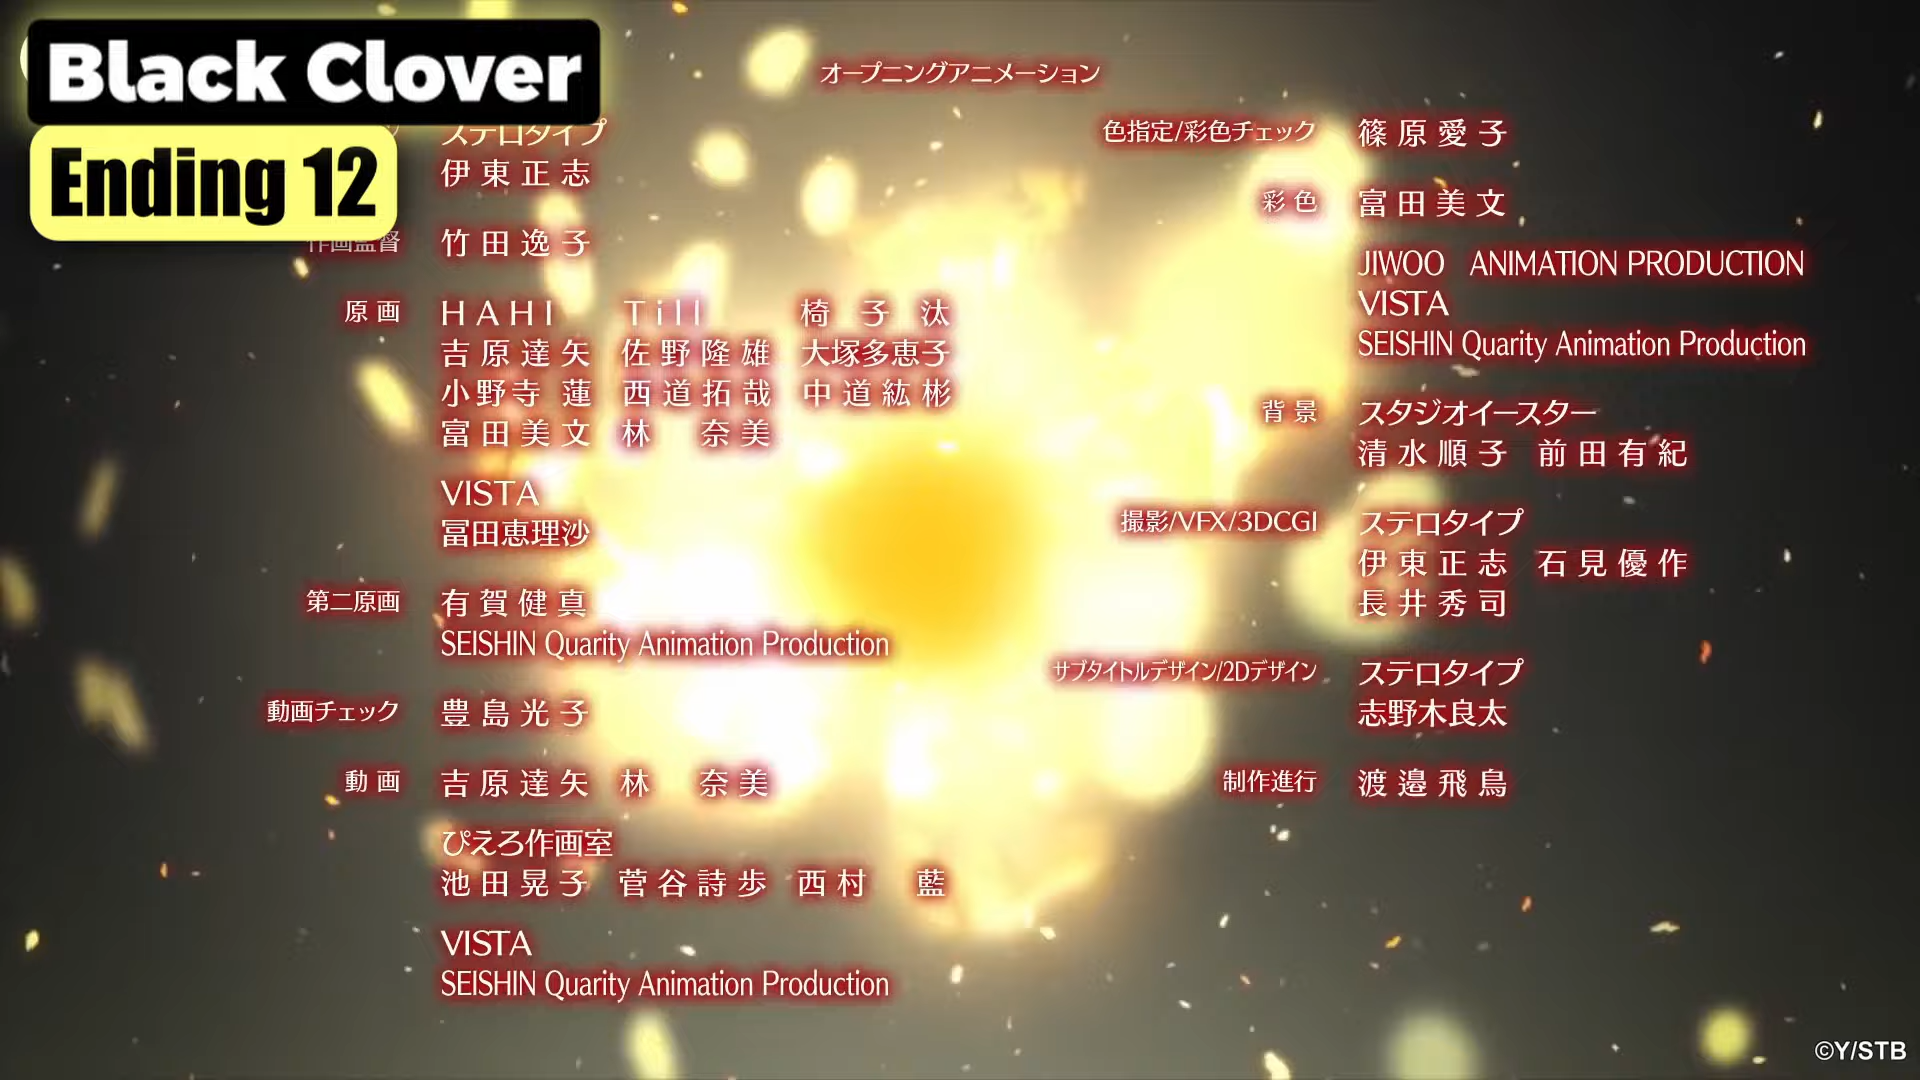 Black Clover
Ending 12
オープニングアニメーション
ステロタイプ
伊東正志
作画監督 竹田逸子
原画 HAHI Till 椅子汰
吉原達矢 佐野隆雄 大塚多恵子
小野寺蓮 西道拓哉 中道紘彬
富田美文 林奈美
VISTA
冨田恵理沙
第二原画 有賀健真
SEISHIN Quarity Animation Production
動画チェック 豊島光子
動画 吉原達矢 林奈美
ぴえろ作画室
池田晃子 菅谷詩歩 西村藍
VISTA
SEISHIN Quarity Animation Production
色指定/彩色チェック 篠原愛子
彩色 富田美文
JIWOO ANIMATION PRODUCTION
VISTA
SEISHIN Quarity Animation Production
背景 スタジオイースター
清水順子 前田有紀
撮影/VFX/3DCGI ステロタイプ
伊東正志 石見優作
長井秀司
サブタイトルデザイン/2Dデザイン ステロタイプ
志野木良太
制作進行 渡邉飛鳥
©Y/STB